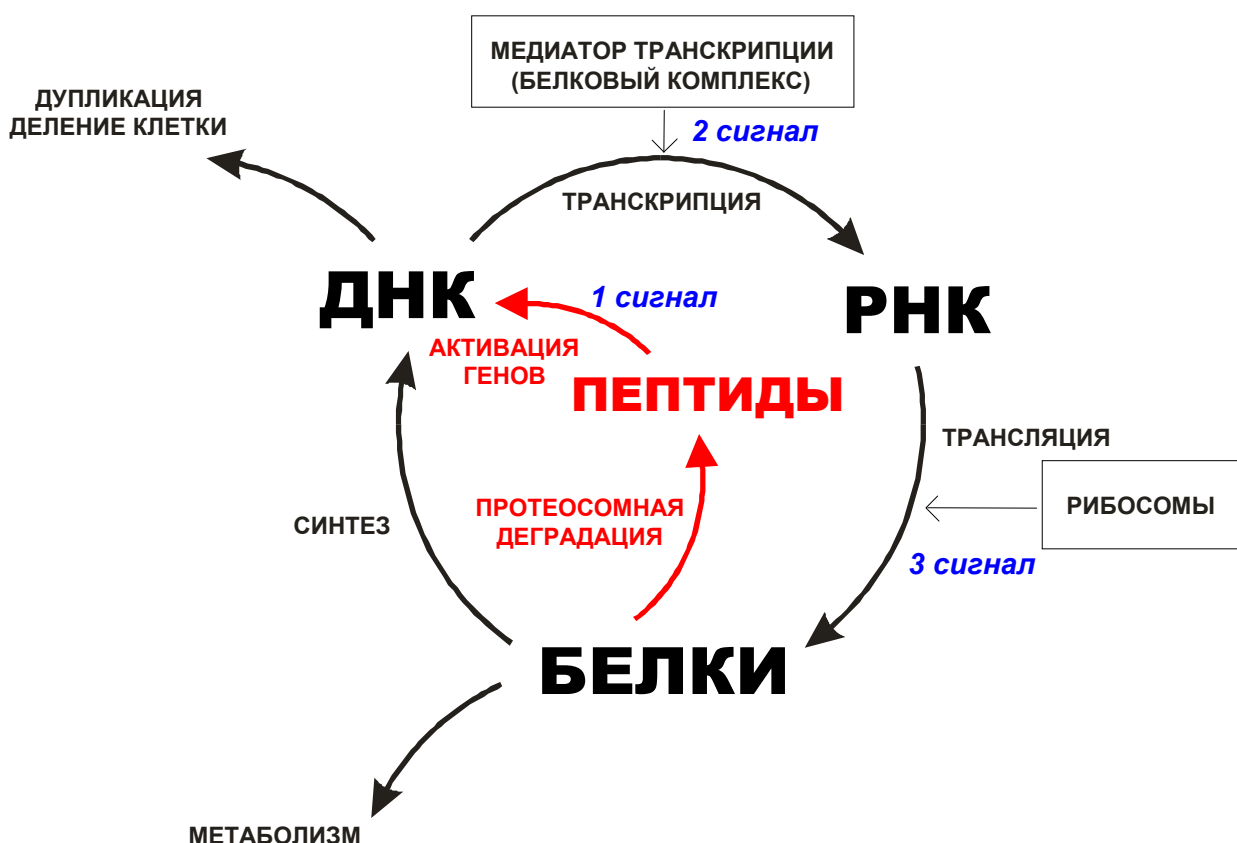 МЕДИАТОР ТРАНСКРИПЦИИ
(БЕЛКОВЫЙ КОМПЛЕКС)
ДУПЛИКАЦИЯ
ДЕЛЕНИЕ КЛЕТКИ
2 сигнал
ТРАНСКРИПЦИЯ
ДНК
1 сигнал
РНК
АКТИВАЦИЯ
ГЕНОВ
ПЕПТИДЫ
ТРАНСЛЯЦИЯ
ПРОТЕОСОМНАЯ
ДЕГРАДАЦИЯ
СИНТЕЗ
РИБОСОМЫ
3 сигнал
БЕЛКИ
МЕТАБОЛИЗМ